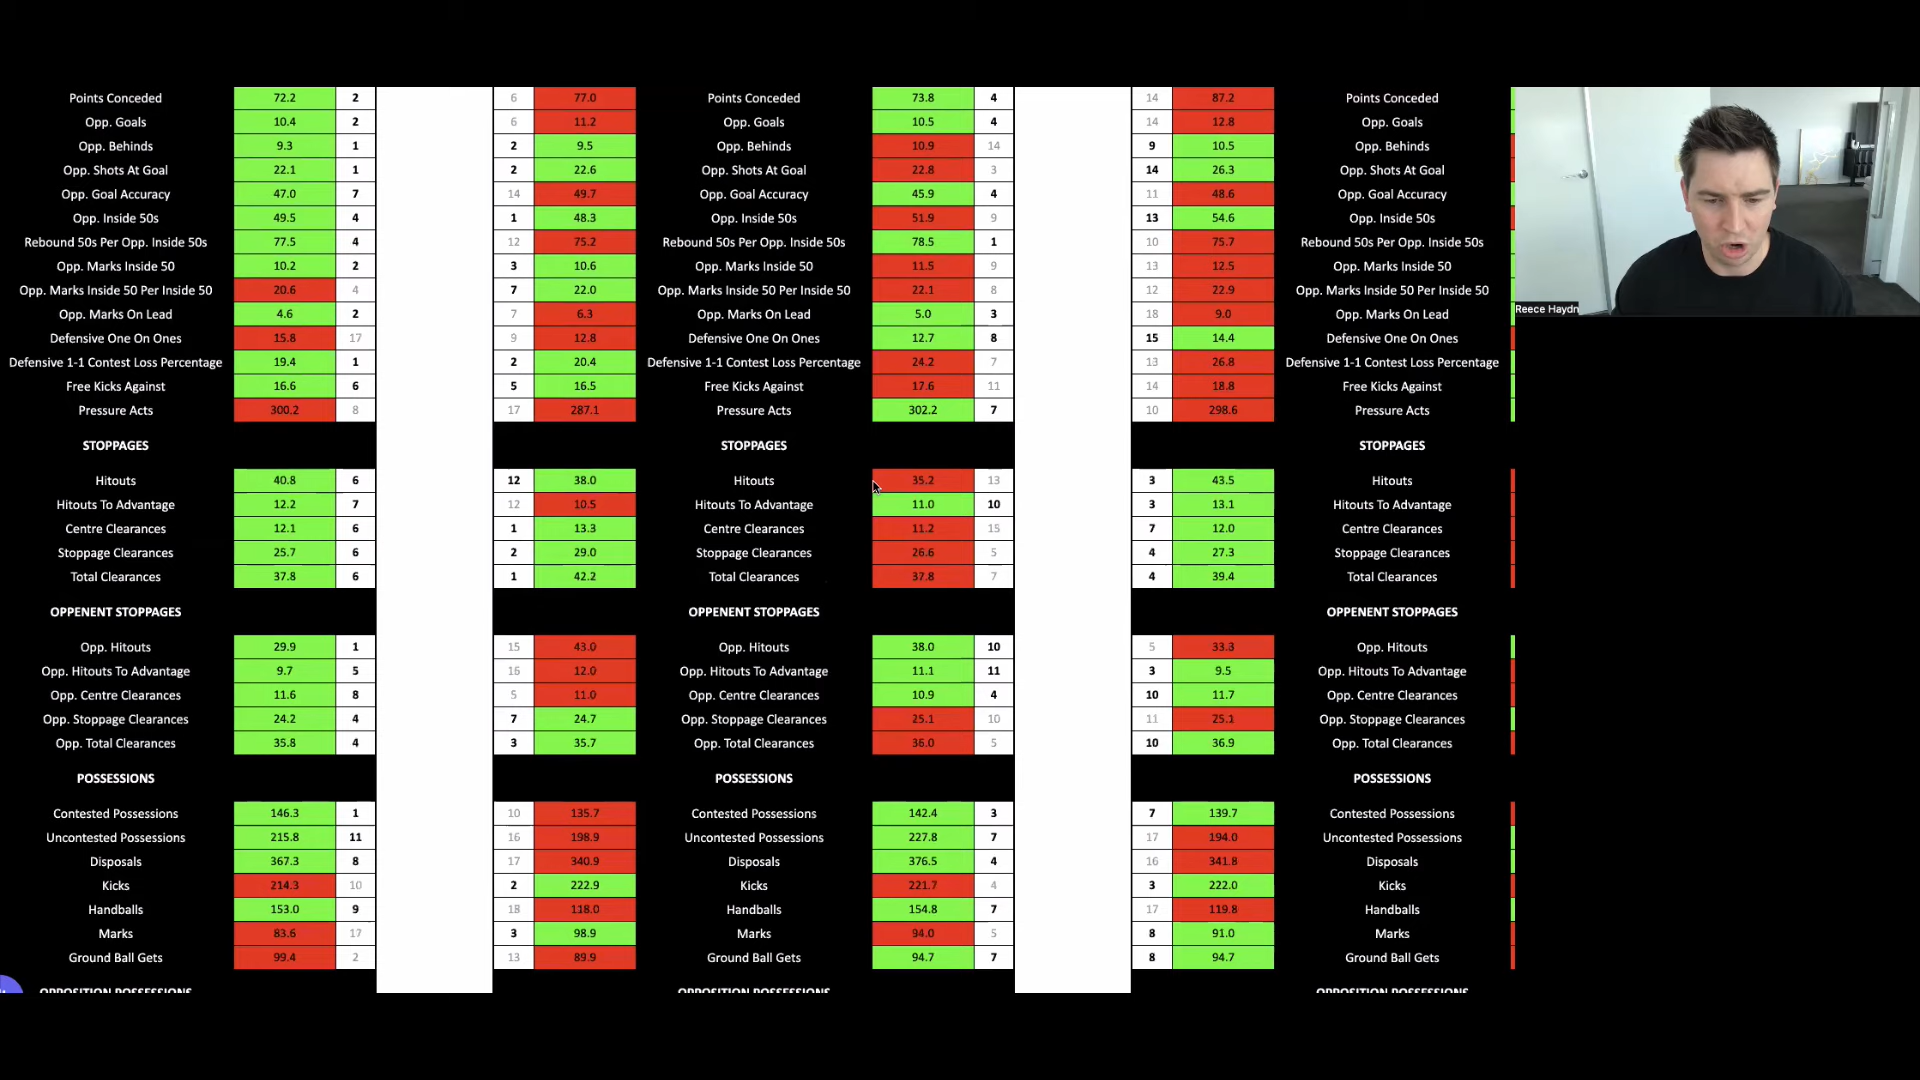 Points Conceded 72.2 2 6 77.0 Points Conceded 73.8 4 14 87.2 Points Conceded
Opp. Goals 10.4 2 6 11.2 Opp. Goals 10.5 4 14 12.8 Opp. Goals
Opp. Behinds 9.3 1 2 9.5 Opp. Behinds 10.9 14 9 10.5 Opp. Behinds
Opp. Shots At Goal 22.1 1 2 22.6 Opp. Shots At Goal 22.8 3 14 26.3 Opp. Shots At Goal
Opp. Goal Accuracy 47.0 7 14 49.7 Opp. Goal Accuracy 45.9 4 11 48.6 Opp. Goal Accuracy
Opp. Inside 50s 49.5 4 1 48.3 Opp. Inside 50s 51.9 9 13 54.6 Opp. Inside 50s
Rebound 50s Per Opp. Inside 50s 77.5 4 12 75.2 Rebound 50s Per Opp. Inside 50s 78.5 1 10 75.7 Rebound 50s Per Opp. Inside 50s
Opp. Marks Inside 50 10.2 2 3 10.6 Opp. Marks Inside 50 11.5 9 13 12.5 Opp. Marks Inside 50
Opp. Marks Inside 50 Per Inside 50 20.6 4 7 22.0 Opp. Marks Inside 50 Per Inside 50 22.1 8 12 22.9 Opp. Marks Inside 50 Per Inside 50
Opp. Marks On Lead 4.6 2 7 6.3 Opp. Marks On Lead 5.0 3 18 9.0 Opp. Marks On Lead
Reece Haydn
Defensive One On Ones 15.8 17 9 12.8 Defensive One On Ones 12.7 8 15 14.4 Defensive One On Ones
Defensive 1-1 Contest Loss Percentage 19.4 1 2 20.4 Defensive 1-1 Contest Loss Percentage 24.2 7 13 26.8 Defensive 1-1 Contest Loss Percentage
Free Kicks Against 16.6 6 5 16.5 Free Kicks Against 17.6 11 14 18.8 Free Kicks Against
Pressure Acts 300.2 8 17 287.1 Pressure Acts 302.2 7 10 298.6 Pressure Acts
STOPPAGES STOPPAGES STOPPAGES
Hitouts 40.8 6 12 38.0 Hitouts 35.2 13 3 43.5 Hitouts
Hitouts To Advantage 12.2 7 12 10.5 Hitouts To Advantage 11.0 10 3 13.1 Hitouts To Advantage
Centre Clearances 12.1 6 1 13.3 Centre Clearances 11.2 15 7 12.0 Centre Clearances
Stoppage Clearances 25.7 6 2 29.0 Stoppage Clearances 26.6 5 4 27.3 Stoppage Clearances
Total Clearances 37.8 6 1 42.2 Total Clearances 37.8 7 4 39.4 Total Clearances
OPPENENT STOPPAGES OPPENENT STOPPAGES OPPENENT STOPPAGES
Opp. Hitouts 29.9 1 15 43.0 Opp. Hitouts 38.0 10 5 33.3 Opp. Hitouts
Opp. Hitouts To Advantage 9.7 5 16 12.0 Opp. Hitouts To Advantage 11.1 11 3 9.5 Opp. Hitouts To Advantage
Opp. Centre Clearances 11.6 8 5 11.0 Opp. Centre Clearances 10.9 4 10 11.7 Opp. Centre Clearances
Opp. Stoppage Clearances 24.2 4 7 24.7 Opp. Stoppage Clearances 25.1 10 11 25.1 Opp. Stoppage Clearances
Opp. Total Clearances 35.8 4 3 35.7 Opp. Total Clearances 36.0 5 10 36.9 Opp. Total Clearances
POSSESSIONS POSSESSIONS POSSESSIONS
Contested Possessions 146.3 1 10 135.7 Contested Possessions 142.4 3 7 139.7 Contested Possessions
Uncontested Possessions 215.8 11 16 198.9 Uncontested Possessions 227.8 7 17 194.0 Uncontested Possessions
Disposals 367.3 8 17 340.9 Disposals 376.5 4 16 341.8 Disposals
Kicks 214.3 10 2 222.9 Kicks 221.7 4 3 222.0 Kicks
Handballs 153.0 9 18 118.0 Handballs 154.8 7 17 119.8 Handballs
Marks 83.6 17 3 98.9 Marks 94.0 5 8 91.0 Marks
Ground Ball Gets 99.4 2 13 89.9 Ground Ball Gets 94.7 7 8 94.7 Ground Ball Gets
OPPOSITION POSSESSIONS OPPOSITION POSSESSIONS OPPOSITION POSSESSIONS